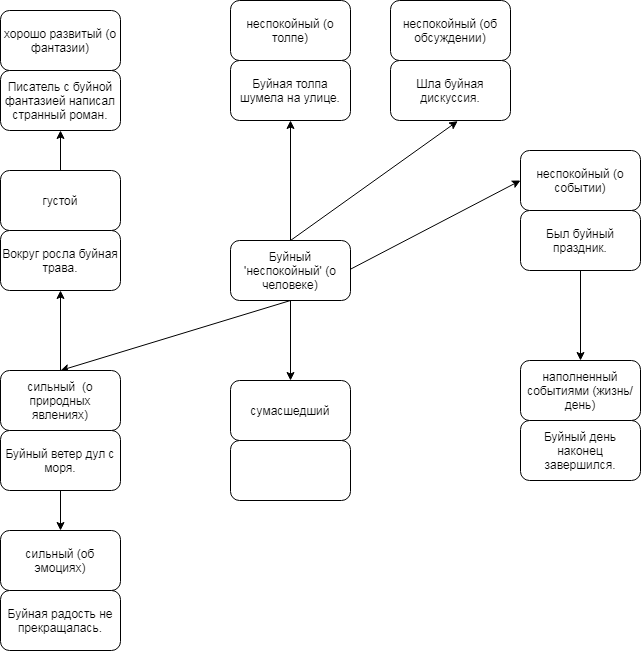 хорошо развитый (о
фантазии)
Писатель с буйной
фантазией написал
странный роман.
неспокойный (о
толпе)
Буйная толпа
шумела на улице.
неспокойный (об
обсуждении)
Шла буйная
дискуссия.
густой
Вокруг росла буйная
трава.
неспокойный (о
событии)
Был буйный
праздник.
Буйный
'неспокойный' (о
человеке)
сильный (о
природных
явлениях)
Буйный ветер дул с
моря.
сумасшедший
наполненный
событиями (жизнь/
день)
Буйный день
наконец
завершился.
сильный (об
эмоциях)
Буйная радость не
прекращалась.